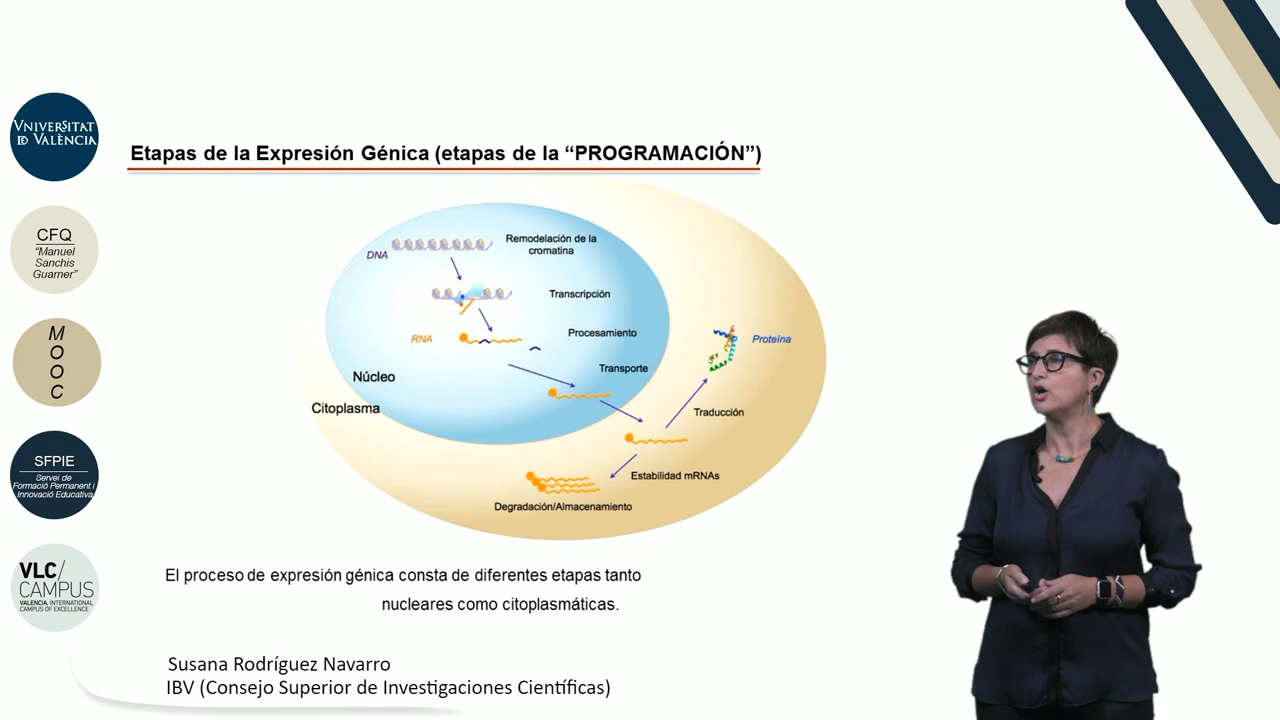 VNIVERSITAT
ID VALÈNCIA
CFQ
“Manuel
Sanchis
Guarner”
M
O
O
C
SFPIE
Servei de
Formació Permanent i
Innovació Educativa
VLC/
CAMPUS
VALENCIA, INTERNATIONAL
CAMPUS OF EXCELLENCE
Etapas de la Expresión Génica (etapas de la “PROGRAMACIÓN”)
DNA
Remodelación de la
cromatina
Transcripción
RNA
Procesamiento
Proteína
Transporte
Núcleo
Citoplasma
Traducción
Estabilidad mRNAs
Degradación/Almacenamiento
El proceso de expresión génica consta de diferentes etapas tanto
nucleares como citoplasmáticas.
Susana Rodríguez Navarro
IBV (Consejo Superior de Investigaciones Científicas)